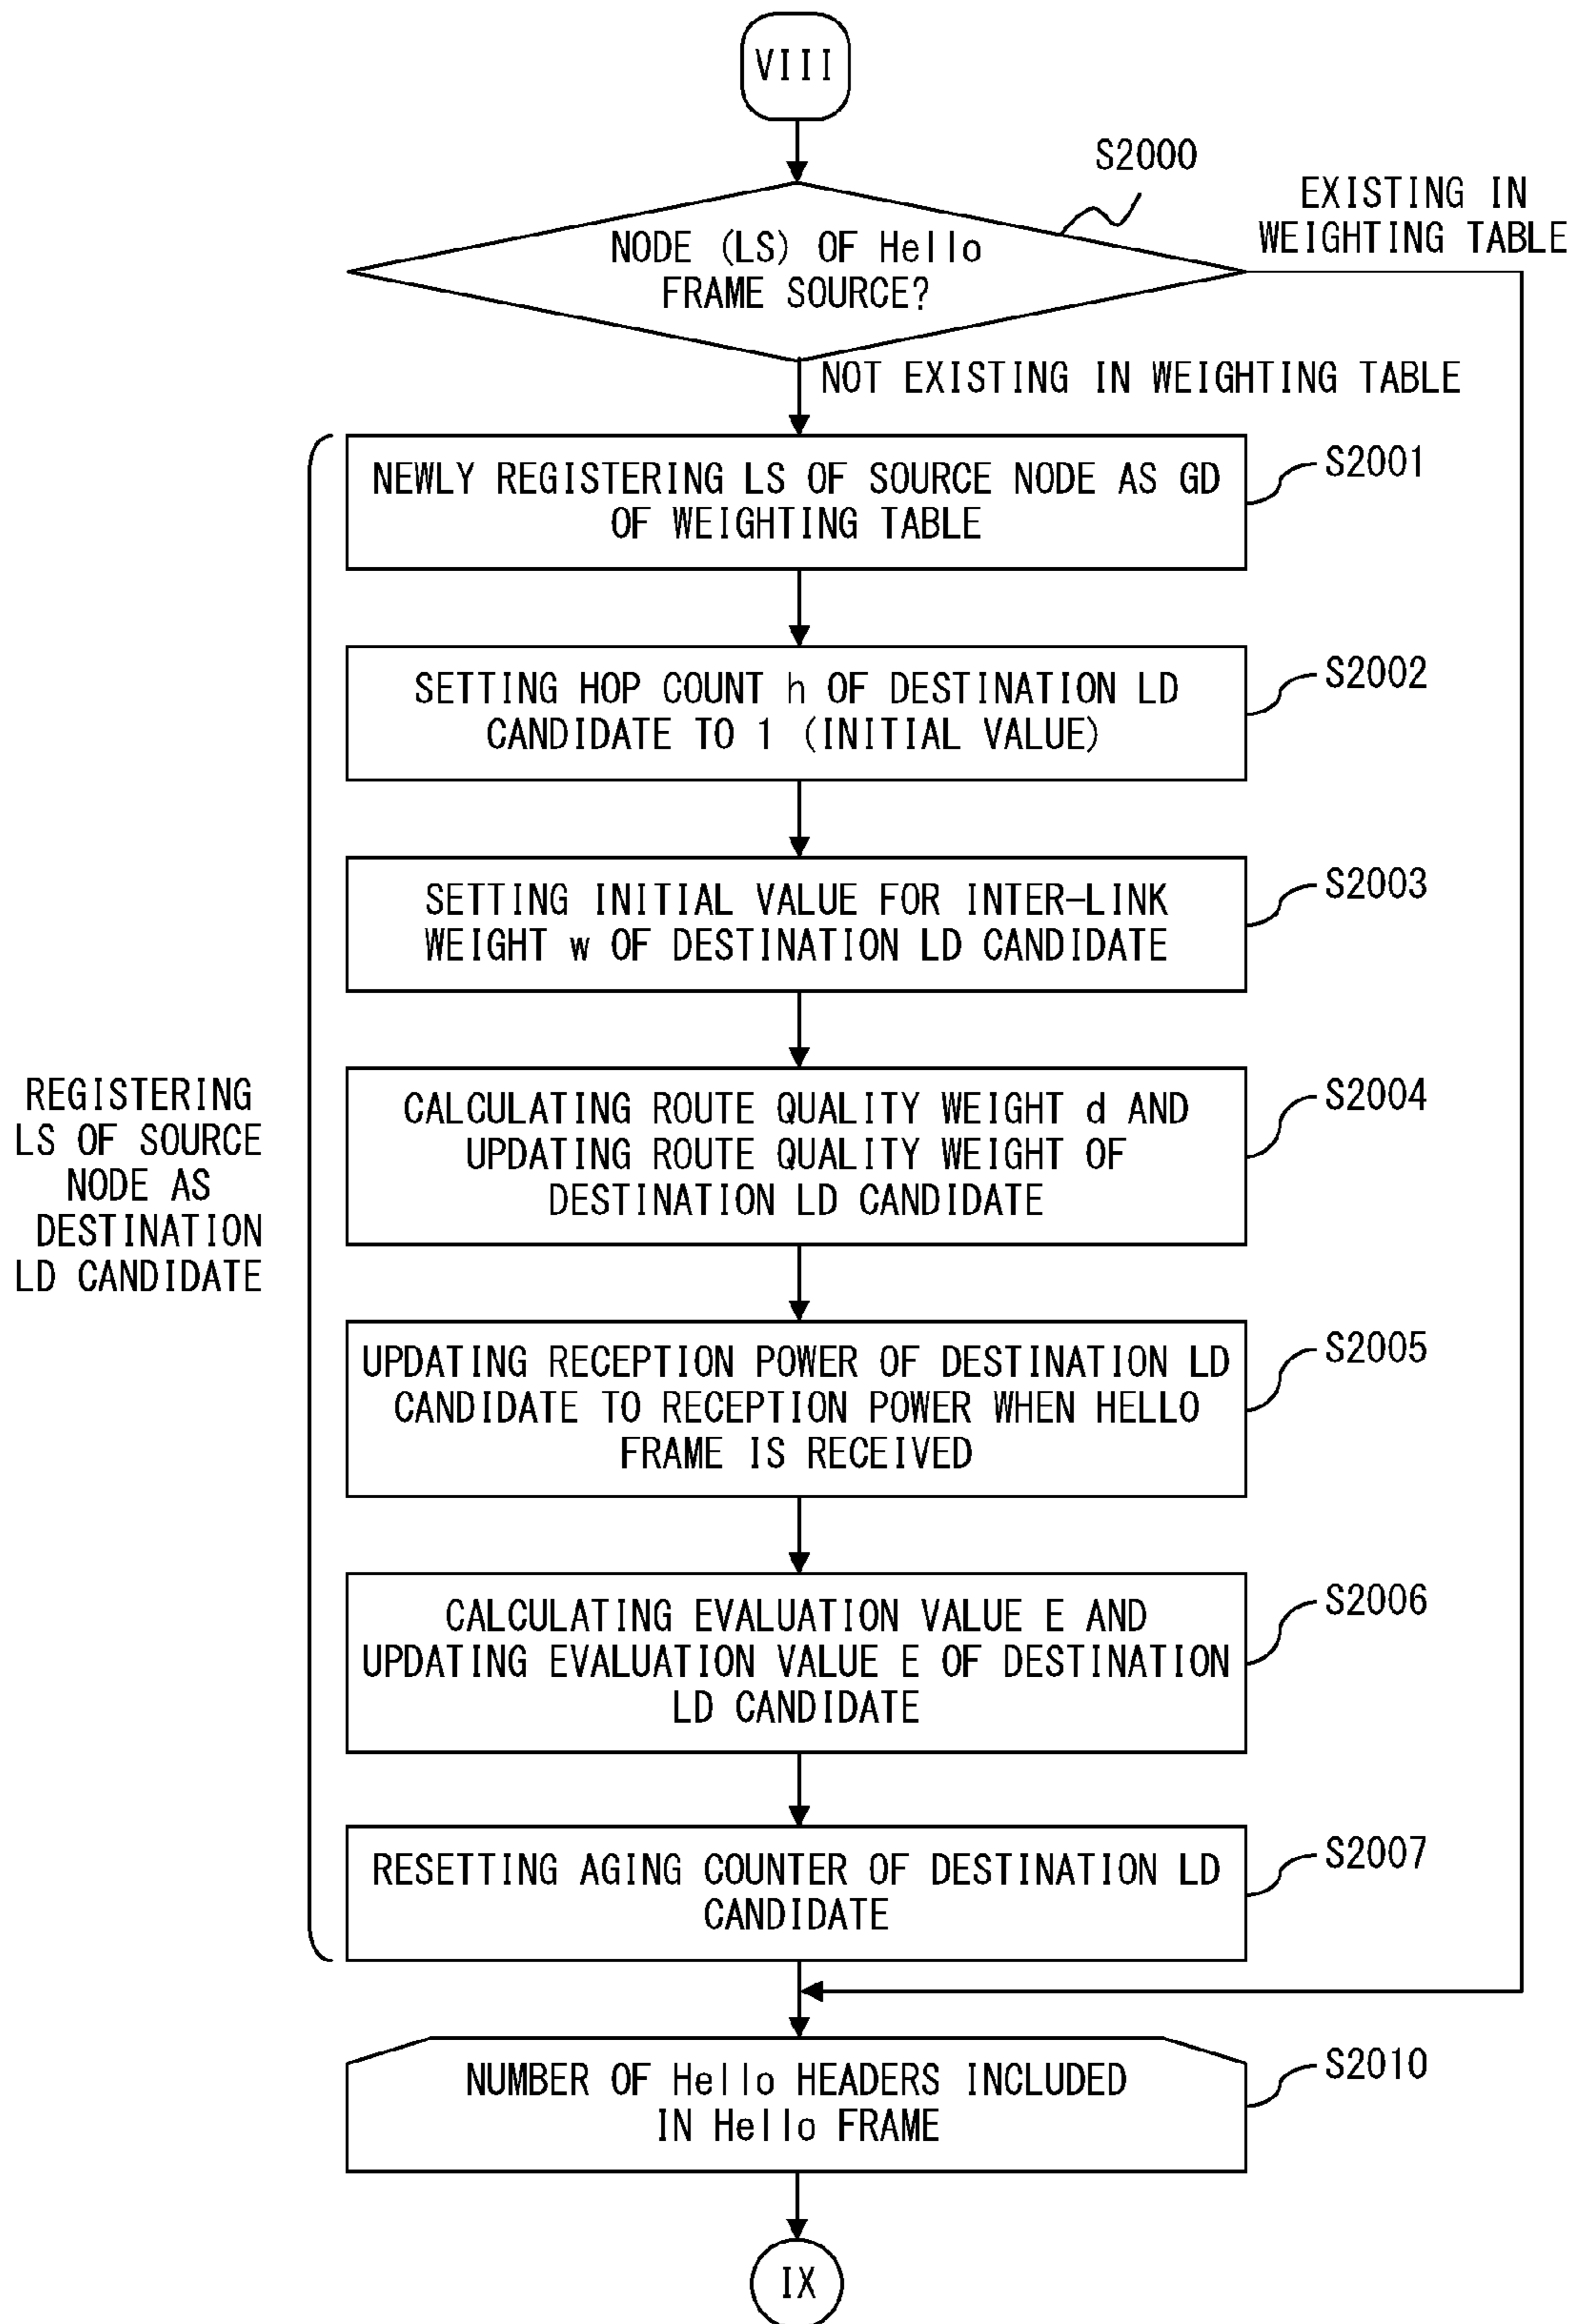 VIII
S2000
EXISTING IN
WEIGHTING TABLE
NODE (LS) OF Hello
FRAME SOURCE?
NOT EXISTING IN WEIGHTING TABLE
NEWLY REGISTERING LS OF SOURCE NODE AS GD
OF WEIGHTING TABLE
S2001
SETTING HOP COUNT h OF DESTINATION LD
CANDIDATE TO 1 (INITIAL VALUE)
S2002
SETTING INITIAL VALUE FOR INTER-LINK
WEIGHT w OF DESTINATION LD CANDIDATE
S2003
REGISTERING
LS OF SOURCE
NODE AS
DESTINATION
LD CANDIDATE
CALCULATING ROUTE QUALITY WEIGHT d AND
UPDATING ROUTE QUALITY WEIGHT OF
DESTINATION LD CANDIDATE
S2004
UPDATING RECEPTION POWER OF DESTINATION LD
CANDIDATE TO RECEPTION POWER WHEN HELLO
FRAME IS RECEIVED
S2005
CALCULATING EVALUATION VALUE E AND
UPDATING EVALUATION VALUE E OF DESTINATION
LD CANDIDATE
S2006
RESETTING AGING COUNTER OF DESTINATION LD
CANDIDATE
S2007
NUMBER OF Hello HEADERS INCLUDED
IN Hello FRAME
S2010
IX